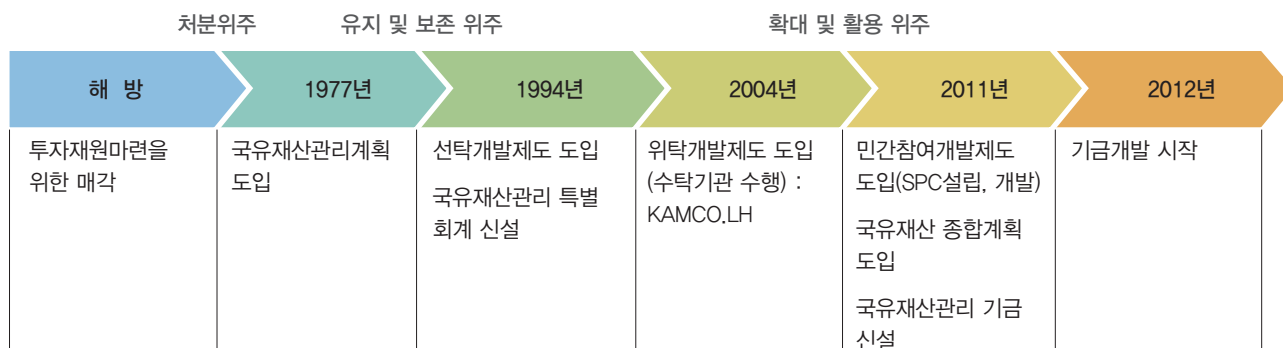 처분위주
유지 및 보존 위주
확대 및 활용 위주
해 방
1977년
1994년
2004년
2011년
2012년
투자재원마련을
위한 매각
국유재산관리계획
도입
선탁개발제도 도입
국유재산관리 특별
회계 신설
위탁개발제도 도입
(수탁기관 수행) :
KAMCO.LH
민간참여개발제도
도입(SPC설립, 개발)
국유재산 종합계획
도입
국유재산관리 기금
신설
기금개발 시작